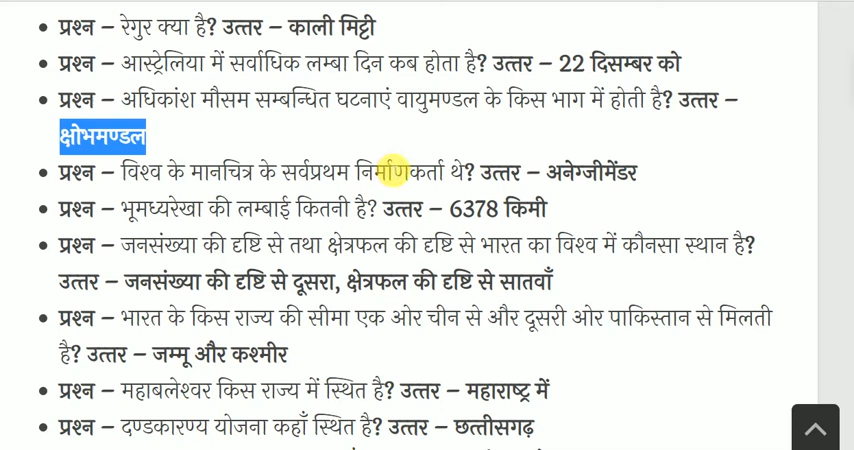 प्रश्न – रेगुर क्या है? उत्तर – काली मिट्टी
प्रश्न – आस्ट्रेलिया में सर्वाधिक लम्बा दिन कब होता है? उत्तर – 22 दिसम्बर को
प्रश्न – अधिकांश मौसम सम्बन्धित घटनाएं वायुमण्डल के किस भाग में होती है? उत्तर –
क्षोभमण्डल
प्रश्न – विश्व के मानचित्र के सर्वप्रथम निर्माणकर्ता थे? उत्तर – अनेग्जीमेंडर
प्रश्न – भूमध्यरेखा की लम्बाई कितनी है? उत्तर – 6378 किमी
प्रश्न – जनसंख्या की दृष्टि से तथा क्षेत्रफल की दृष्टि से भारत का विश्व में कौनसा स्थान है?
उत्तर – जनसंख्या की दृष्टि से दूसरा, क्षेत्रफल की दृष्टि से सातवाँ
प्रश्न – भारत के किस राज्य की सीमा एक ओर चीन से और दूसरी ओर पाकिस्तान से मिलती
है? उत्तर – जम्मू और कश्मीर
प्रश्न – महाबलेश्वर किस राज्य में स्थित है? उत्तर – महाराष्ट्र में
प्रश्न – दण्डकारण्य योजना कहाँ स्थित है? उत्तर – छत्तीसगढ़